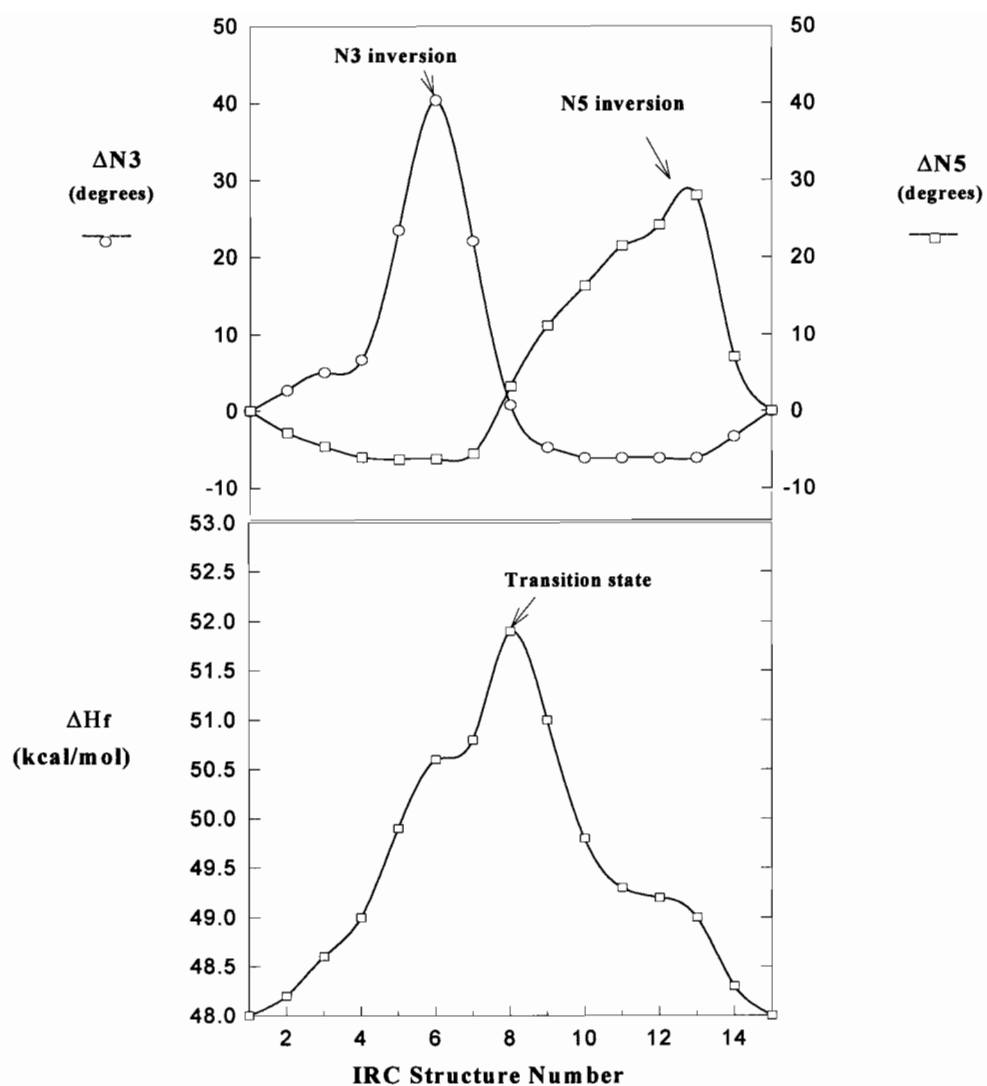 50
40
30
20
10
0
-10
ΔN3
(degrees)
N3 inversion
N5 inversion
50
40
30
20
10
0
-10
ΔN5
(degrees)
53.0
52.5
52.0
51.5
51.0
50.5
50.0
49.5
49.0
48.5
48.0
ΔHf
(kcal/mol)
Transition state
2 4 6 8 10 12 14
IRC Structure Number